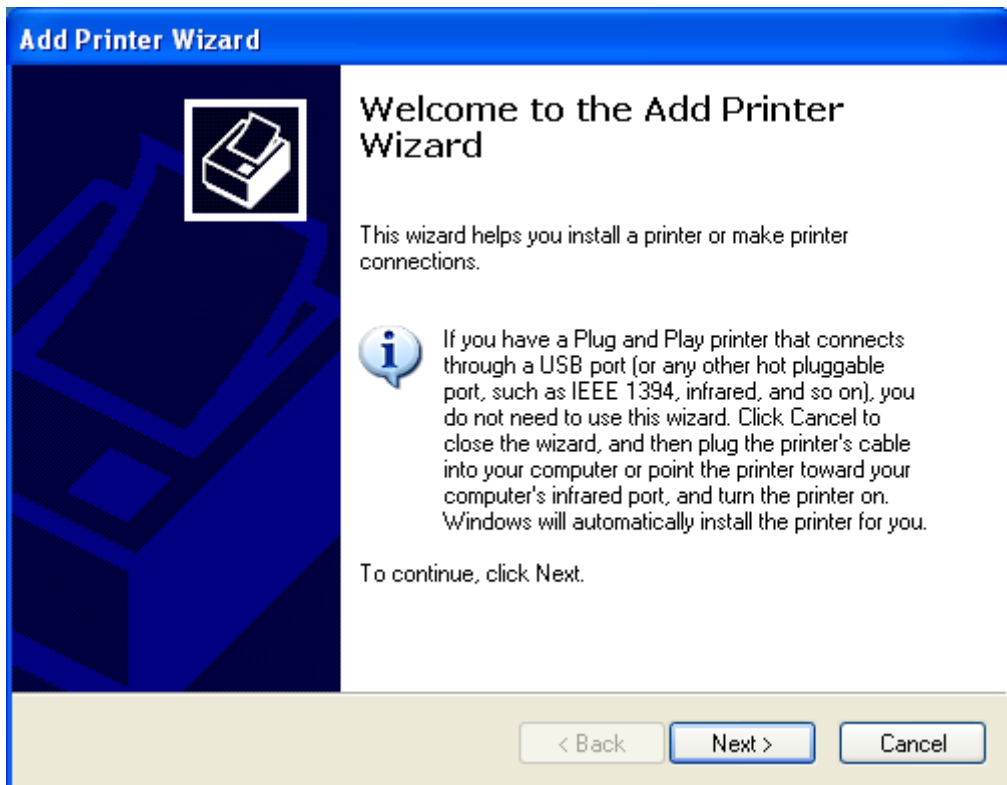 Add Printer Wizard
Welcome to the Add Printer
Wizard
This wizard helps you install a printer or make printer
connections.
If you have a Plug and Play printer that connects
through a USB port (or any other hot pluggable
port, such as IEEE 1394, infrared, and so on), you
do not need to use this wizard. Click Cancel to
close the wizard, and then plug the printer's cable
into your computer or point the printer toward your
computer's infrared port, and turn the printer on.
Windows will automatically install the printer for you.
To continue, click Next.
< Back
Next >
Cancel